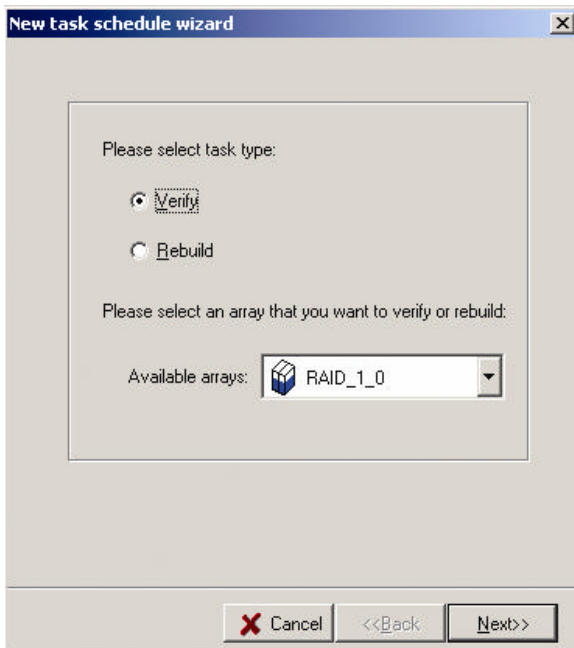 New task schedule wizard
Please select task type:
Verify
Rebuild
Please select an array that you want to verify or rebuild:
Available arrays: RAID_1_0
Cancel <<Back Next>>